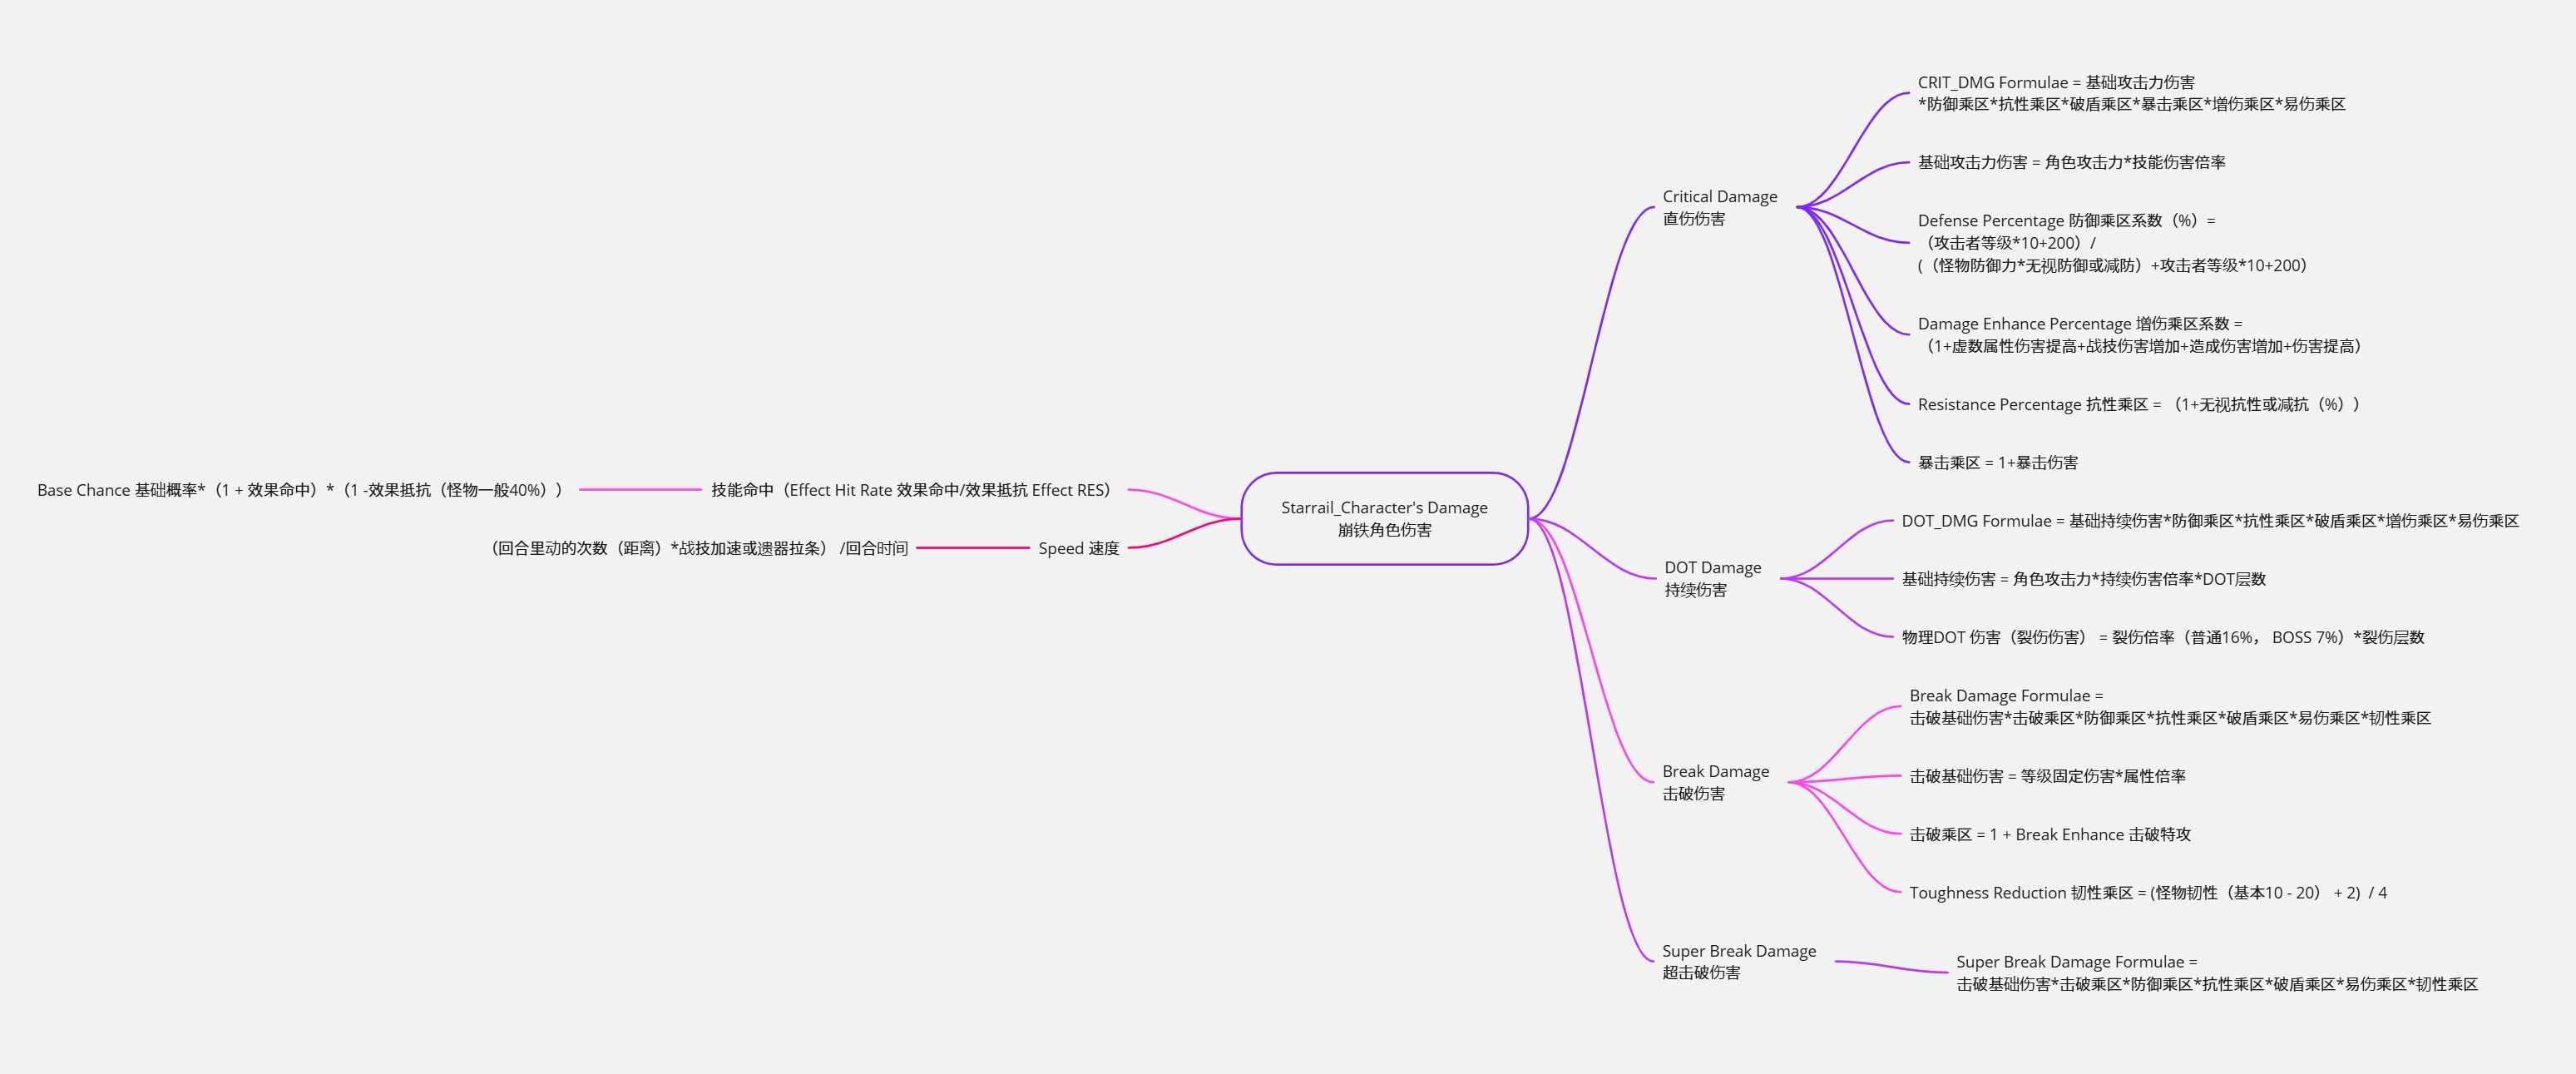 Starrail_Character's Damage
崩铁角色伤害
Critical Damage
直伤伤害
CRIT_DMG Formulae = 基础攻击力伤害
*防御乘区*抗性乘区*破盾乘区*暴击乘区*增伤乘区*易伤乘区
基础攻击力伤害 = 角色攻击力*技能伤害倍率
Defense Percentage 防御乘区系数（%）=
（攻击者等级*10+200）/
(（怪物防御力*无视防御或减防）+攻击者等级*10+200）
Damage Enhance Percentage 增伤乘区系数 =
（1+虚数属性伤害提高+战技伤害增加+造成伤害增加+伤害提高）
Resistance Percentage 抗性乘区 = （1+无视抗性或减抗（%））
暴击乘区 = 1+暴击伤害
DOT Damage
持续伤害
DOT_DMG Formulae = 基础持续伤害*防御乘区*抗性乘区*破盾乘区*增伤乘区*易伤乘区
基础持续伤害 = 角色攻击力*持续伤害倍率*DOT层数
物理DOT 伤害（裂伤伤害） = 裂伤倍率（普通16%， BOSS 7%）*裂伤层数
Break Damage
击破伤害
Break Damage Formulae =
击破基础伤害*击破乘区*防御乘区*抗性乘区*破盾乘区*易伤乘区*韧性乘区
击破基础伤害 = 等级固定伤害*属性倍率
击破乘区 = 1 + Break Enhance 击破特攻
Toughness Reduction 韧性乘区 = (怪物韧性（基本10 - 20） + 2) / 4
Super Break Damage
超击破伤害
Super Break Damage Formulae =
击破基础伤害*击破乘区*防御乘区*抗性乘区*破盾乘区*易伤乘区*韧性乘区
技能命中（Effect Hit Rate 效果命中/效果抵抗 Effect RES）
Base Chance 基础概率*（1 + 效果命中）*（1 -效果抵抗（怪物一般40%））
Speed 速度
（回合里动的次数（距离）*战技加速或遗器拉条） /回合时间